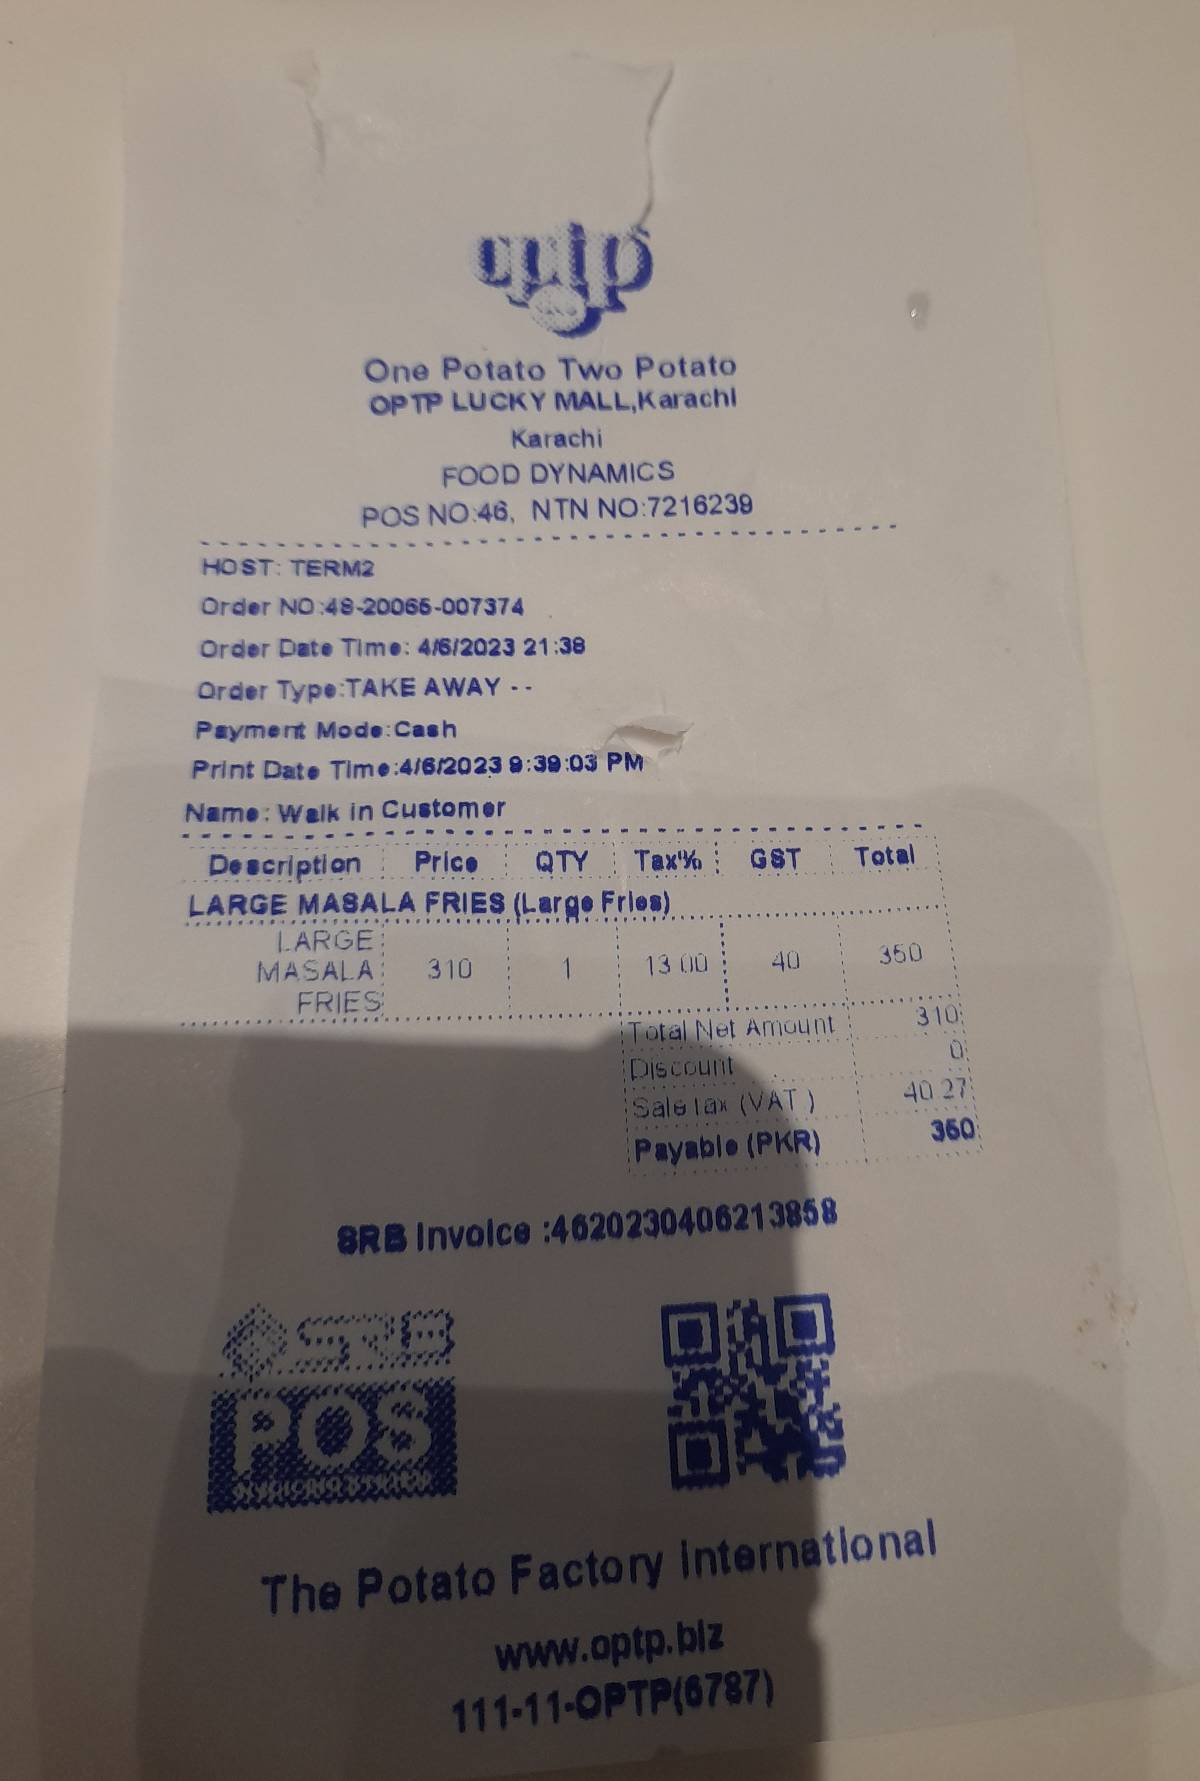 optp
One Potato Two Potato
OPTP LUCKY MALL,Karachi
Karachi
FOOD DYNAMICS
POS NO:46, NTN NO:7216239
HOST: TERM2
Order NO:48-20065-007374
Order Date Time: 4/6/2023 21:38
Order Type:TAKE AWAY - -
Payment Mode:Cash
Print Date Time:4/6/2023 9:39:03 PM
Name: Walk in Customer
Description Price QTY Tax% GST Total
LARGE MASALA FRIES (Large Fries)
LARGE MASALA FRIES 310 1 13.00 40 350
Total Net Amount 310
Discount 0
Sale tax (VAT ) 40.27
Payable (PKR) 350
SRB Invoice :4620230406213858
SRB
POS
The Potato Factory International
www.optp.biz
111-11-OPTP(6787)